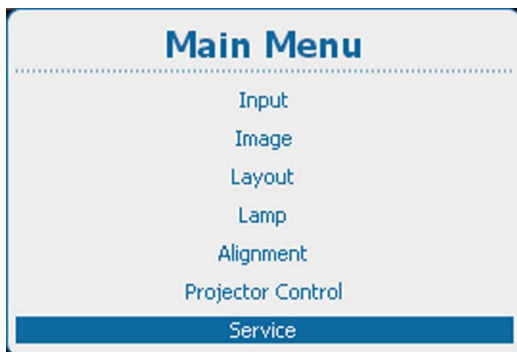 Main Menu
Input
Image
Layout
Lamp
Alignment
Projector Control
Service